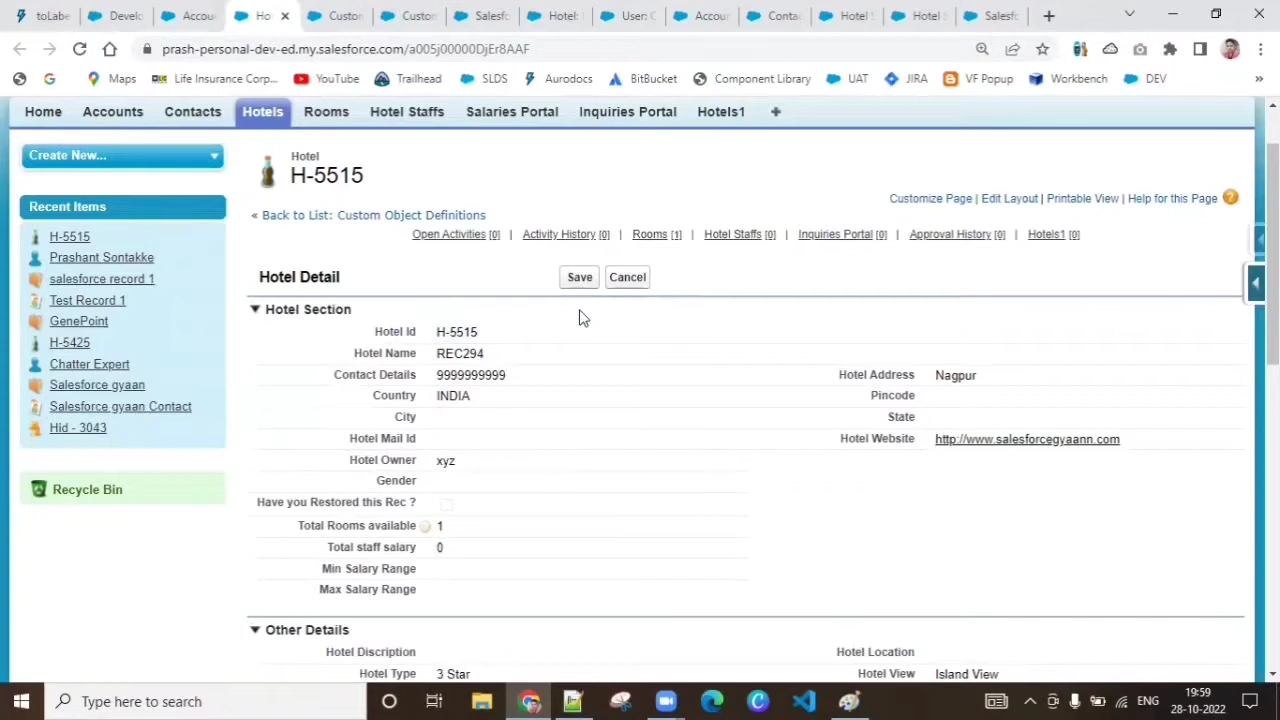 toLabe
Develo
Accou
Ho
Custor
Custom
Salesfo
Hotel:
User: C
Accour
Contac
Hotel S
Hotel S
Salesfo
prash-personal-dev-ed.my.salesforce.com/a005j00000DjEr8AAF
Maps
Life Insurance Corp...
YouTube
Trailhead
SLDS
Aurodocs
BitBucket
Component Library
UAT
JIRA
VF Popup
Workbench
DEV
»
Home
Accounts
Contacts
Hotels
Rooms
Hotel Staffs
Salaries Portal
Inquiries Portal
Hotels1
+
Create New...
Recent Items
H-5515
Prashant Sontakke
salesforce record 1
Test Record 1
GenePoint
H-5425
Chatter Expert
Salesforce gyaan
Salesforce gyaan Contact
Hid - 3043
Recycle Bin
Hotel
H-5515
Customize Page | Edit Layout | Printable View | Help for this Page ?
« Back to List: Custom Object Definitions
Open Activities [0] | Activity History [0] | Rooms [1] | Hotel Staffs [0] | Inquiries Portal [0] | Approval History [0] | Hotels1 [0]
Hotel Detail
Save
Cancel
Hotel Section
Hotel Id H-5515
Hotel Name REC294
Contact Details 9999999999
Hotel Address Nagpur
Country INDIA
Pincode
City
State
Hotel Mail Id
Hotel Website http://www.salesforcegyaann.com
Hotel Owner xyz
Gender
Have you Restored this Rec ?
Total Rooms available 1
Total staff salary 0
Min Salary Range
Max Salary Range
Other Details
Hotel Discription
Hotel Location
Hotel Type 3 Star
Hotel View Island View
Type here to search
ENG
19:59
28-10-2022